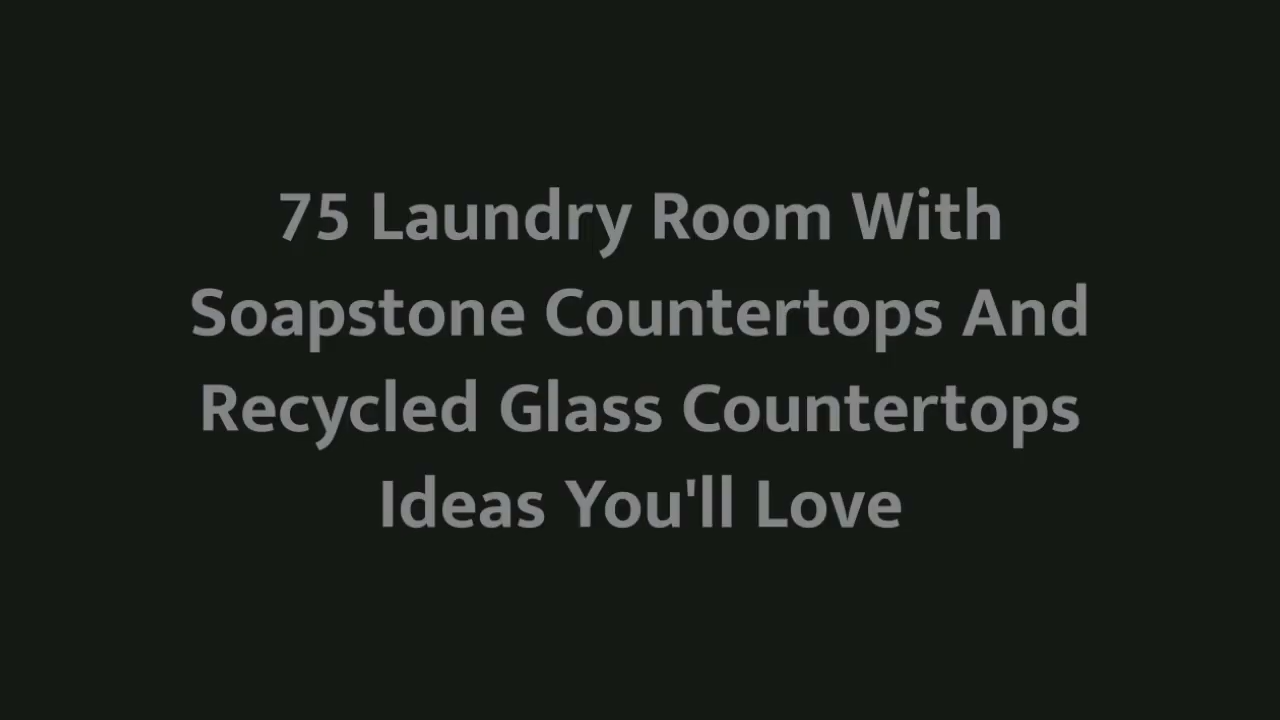 75 Laundry Room With
Soapstone Countertops And
Recycled Glass Countertops
Ideas You'll Love